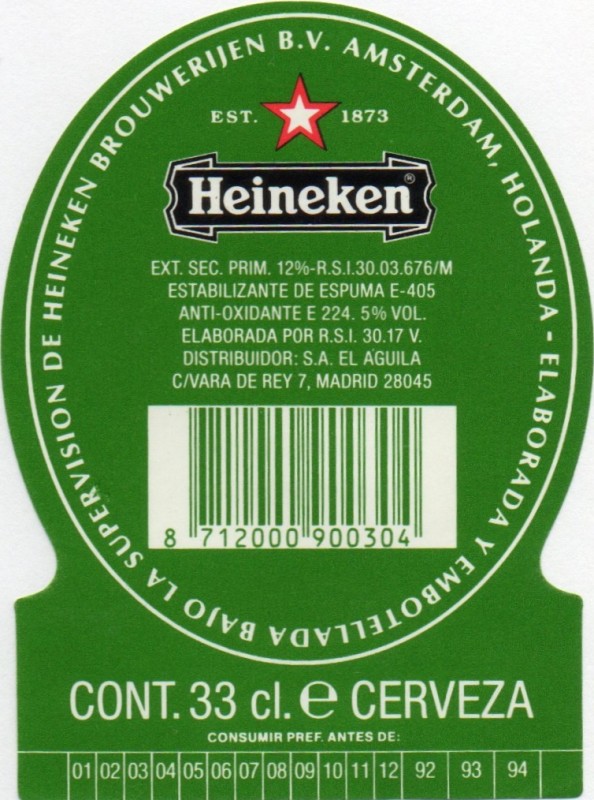 ELABORADA Y EMBOTELLADA BAJO LA SUPERVISION DE HEINEKEN BROUWERIJEN B.V. AMSTERDAM, HOLANDA -
EST. 1873
Heineken®
EXT. SEC. PRIM. 12%-R.S.I.30.03.676/M
ESTABILIZANTE DE ESPUMA E-405
ANTI-OXIDANTE E 224. 5% VOL.
ELABORADA POR R.S.I. 30.17 V.
DISTRIBUIDOR: S.A. EL AGUILA
C/VARA DE REY 7, MADRID 28045
8 712000 900304
CONT. 33 cl. ℮ CERVEZA
CONSUMIR PREF. ANTES DE:
01 02 03 04 05 06 07 08 09 10 11 12 92 93 94